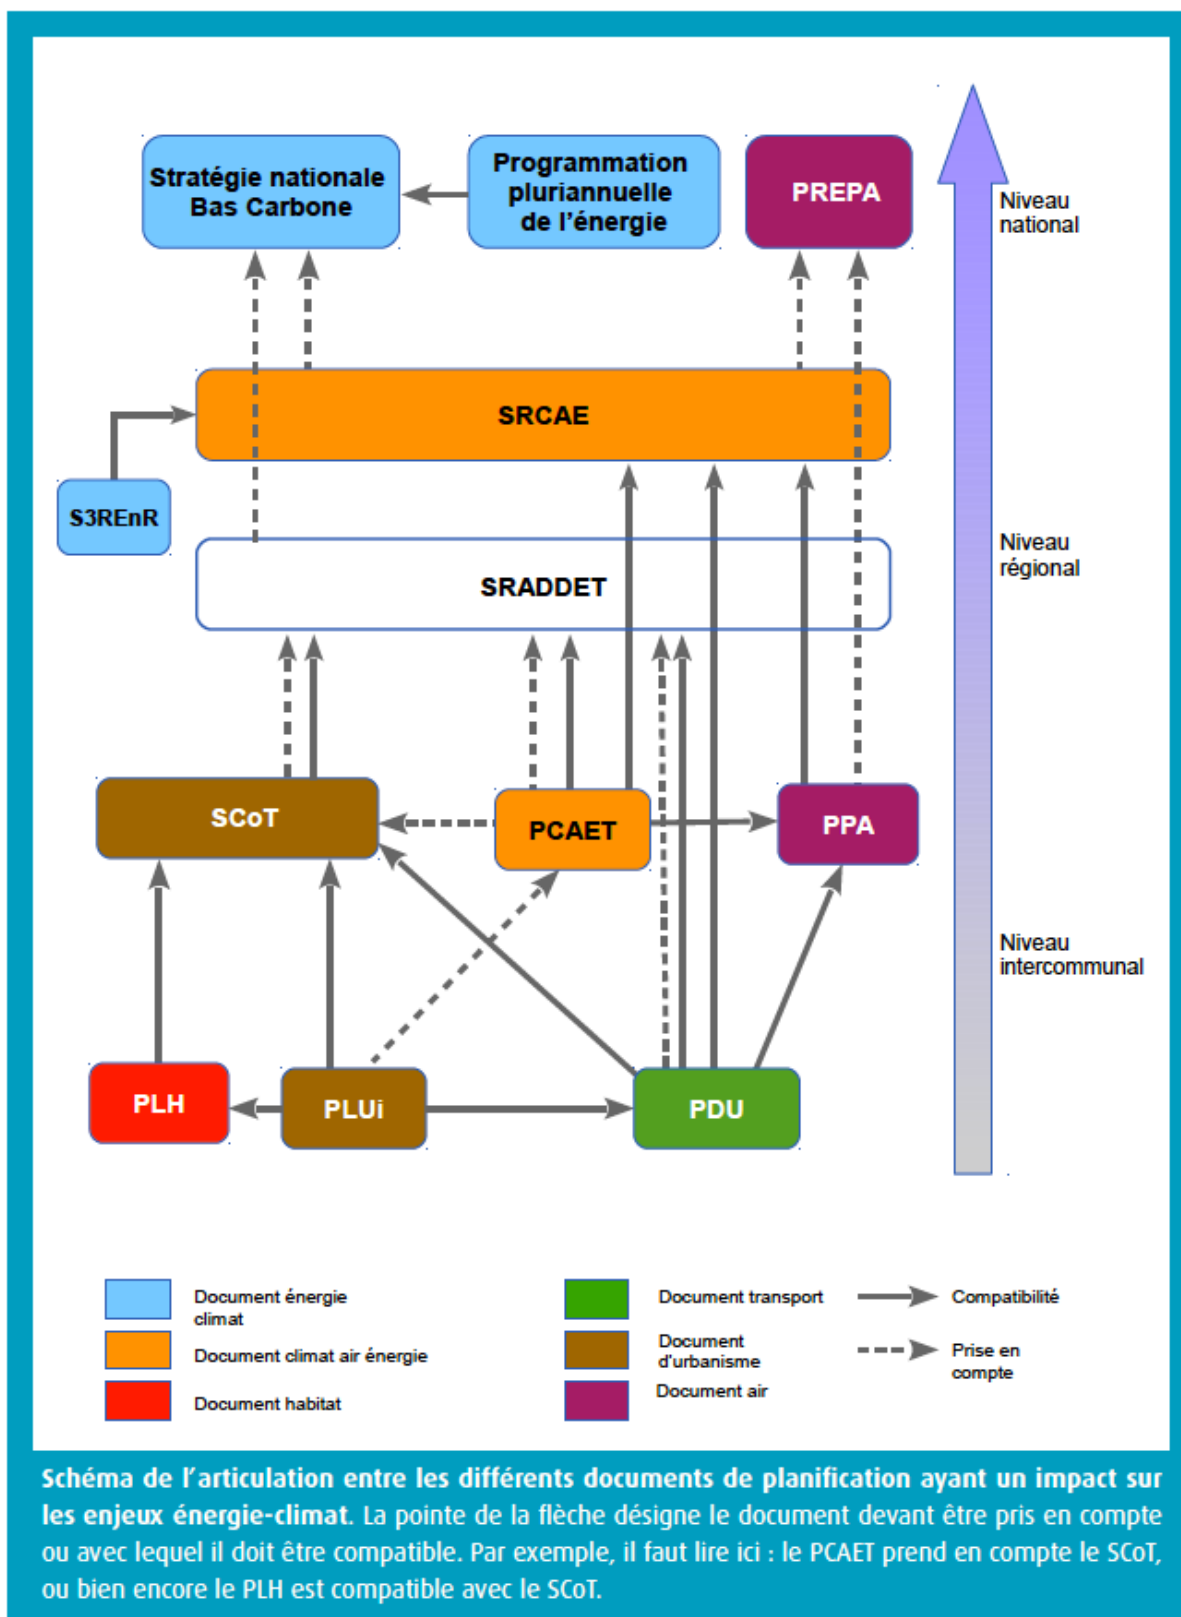 Stratégie nationale
Bas Carbone
Programmation
pluriannuelle
de l'énergie
PREPA
Niveau
national
SRCAE
S3REnR
Niveau
régional
SRADDET
SCoT
PCAET
PPA
Niveau
intercommunal
PLH
PLUi
PDU
Document énergie
climat
Document climat air énergie
Document habitat
Document transport
Document
d'urbanisme
Document air
Compatibilité
Prise en
compte
Schéma de l'articulation entre les différents documents de planification ayant un impact sur
les enjeux énergie-climat. La pointe de la flèche désigne le document devant être pris en compte
ou avec lequel il doit être compatible. Par exemple, il faut lire ici : le PCAET prend en compte le SCoT,
ou bien encore le PLH est compatible avec le SCoT.